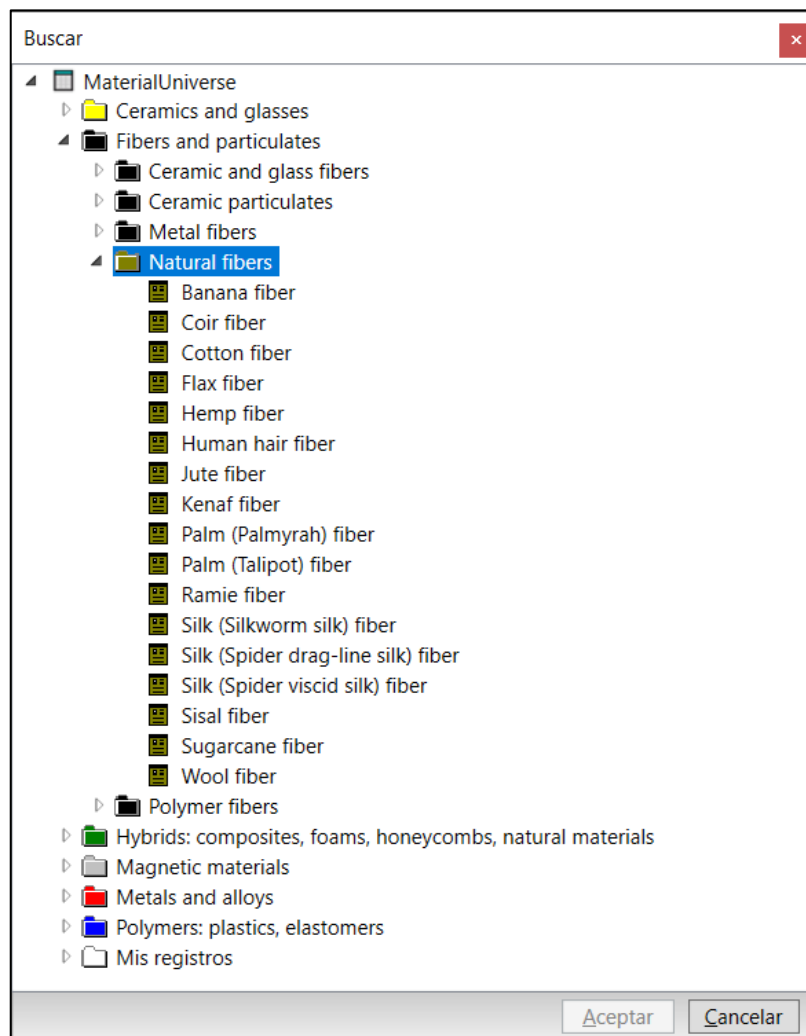 Buscar
MaterialUniverse
Ceramics and glasses
Fibers and particulates
Ceramic and glass fibers
Ceramic particulates
Metal fibers
Natural fibers
Banana fiber
Coir fiber
Cotton fiber
Flax fiber
Hemp fiber
Human hair fiber
Jute fiber
Kenaf fiber
Palm (Palmyrah) fiber
Palm (Talipot) fiber
Ramie fiber
Silk (Silkworm silk) fiber
Silk (Spider drag-line silk) fiber
Silk (Spider viscid silk) fiber
Sisal fiber
Sugarcane fiber
Wool fiber
Polymer fibers
Hybrids: composites, foams, honeycombs, natural materials
Magnetic materials
Metals and alloys
Polymers: plastics, elastomers
Mis registros
Aceptar Cancelar